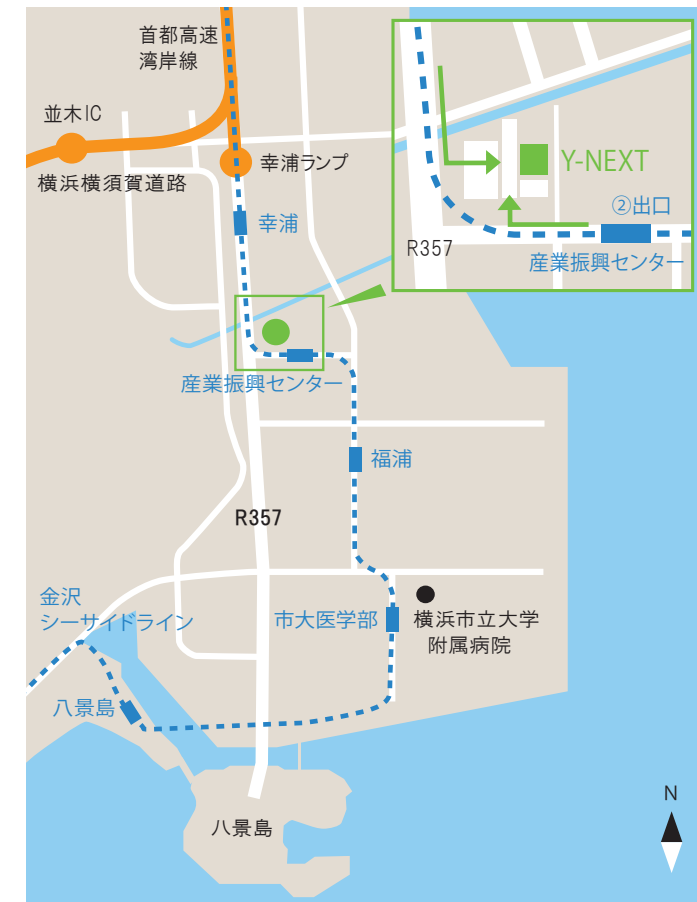 首都高速
湾岸線
並木IC
横浜横須賀道路
幸浦ランプ
幸浦
Y-NEXT
②出口
R357
産業振興センター
産業振興センター
福浦
R357
金沢
シーサイドライン
市大医学部
横浜市立大学
附属病院
八景島
八景島
N